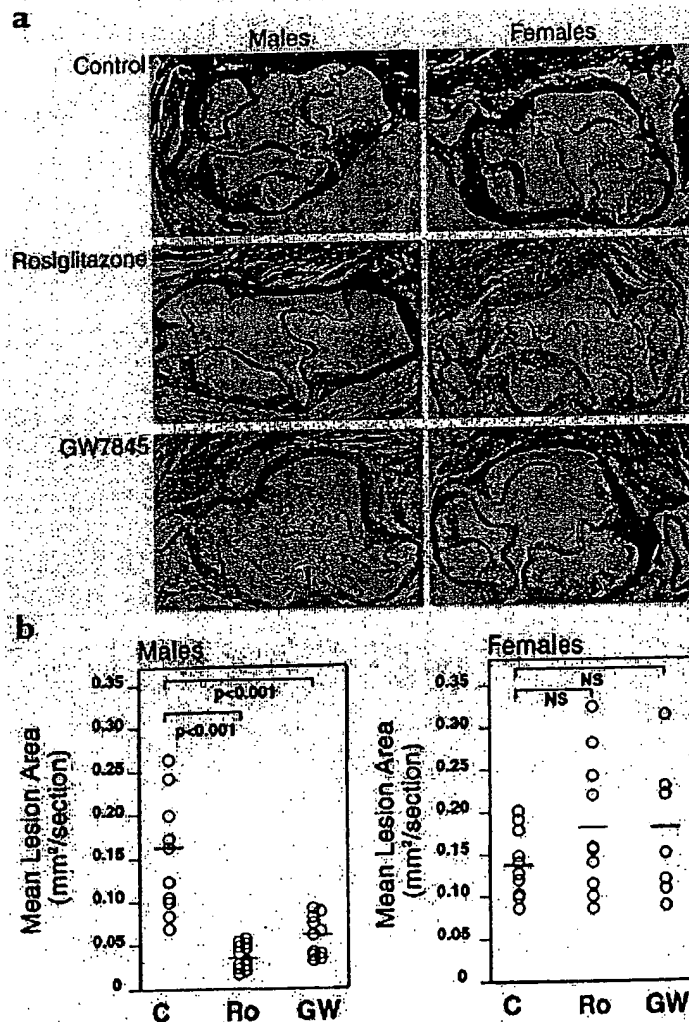 a
Males Females
Control
Rosiglitazone
GW7845
b
Males
Mean Lesion Area
(mm²/section)
0.35
0.30
0.25
0.20
0.15
0.10
0.05
0
p<0.001
p<0.001
C Ro GW
Females
Mean Lesion Area
(mm²/section)
0.35
0.30
0.25
0.20
0.15
0.10
0.05
0
NS
NS
C Ro GW